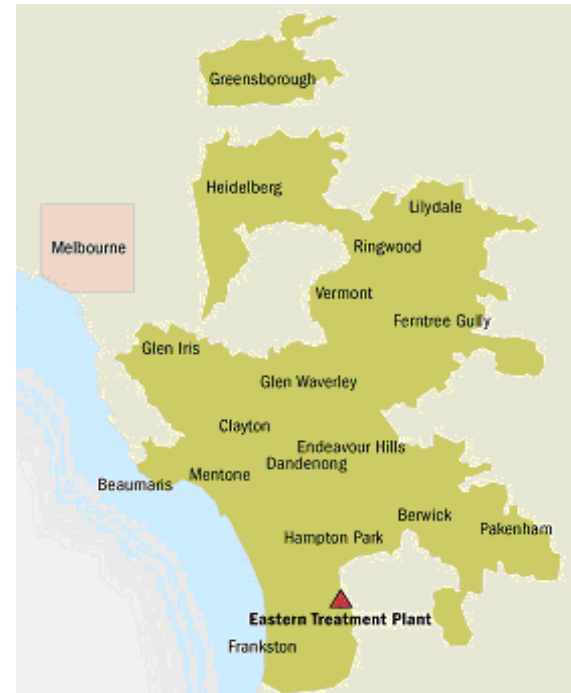 Greensborough
Heidelberg
Lilydale
Melbourne
Ringwood
Vermont
Ferntree Gully
Glen Iris
Glen Waverley
Clayton
Endeavour Hills
Dandenong
Mentone
Beaumaris
Berwick
Pakenham
Hampton Park
Eastern Treatment Plant
Frankston